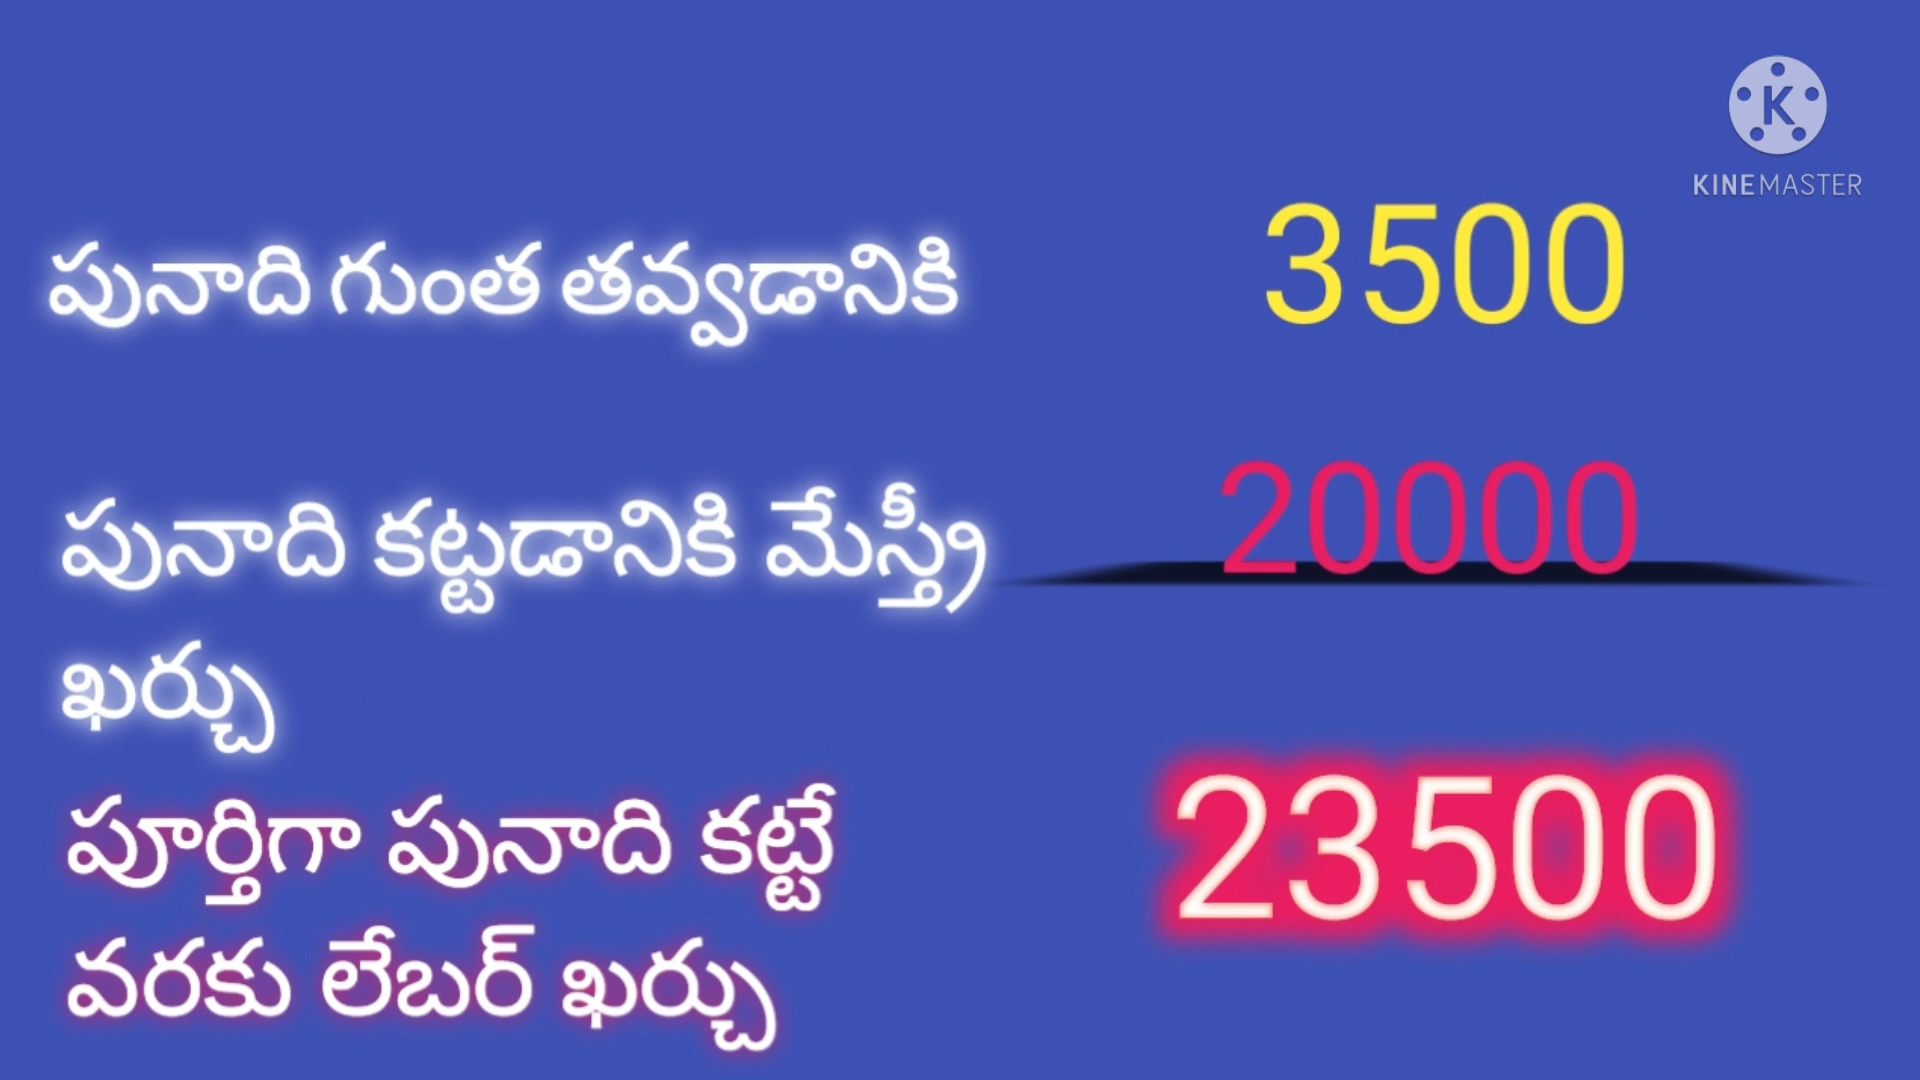 KINEMASTER
పునాది గుంత తవ్వడానికి 3500
పునాది కట్టడానికి మేస్త్రీ 20000
ఖర్చు
పూర్తిగా పునాది కట్టే 23500
వరకు లేబర్ ఖర్చు